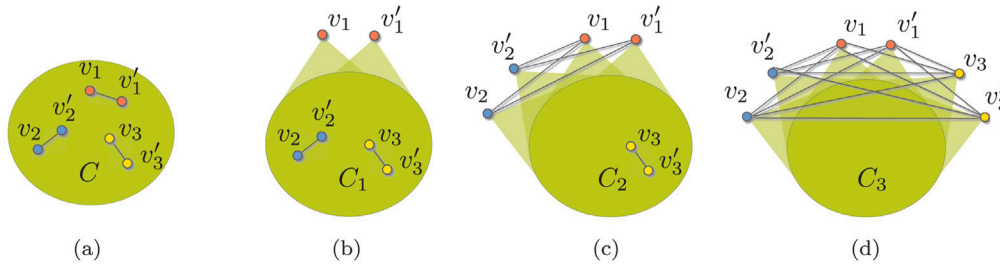 v₁ v₁′
v₂ v₂′
v₃ v₃′
C
(a)
v₁ v₁′
v₂ v₂′
v₃ v₃′
C₁
(b)
v₁ v₁′
v₂′
v₂
v₃
v₃′
C₂
(c)
v₁ v₁′
v₂′ v₃
v₂
C₃
(d)